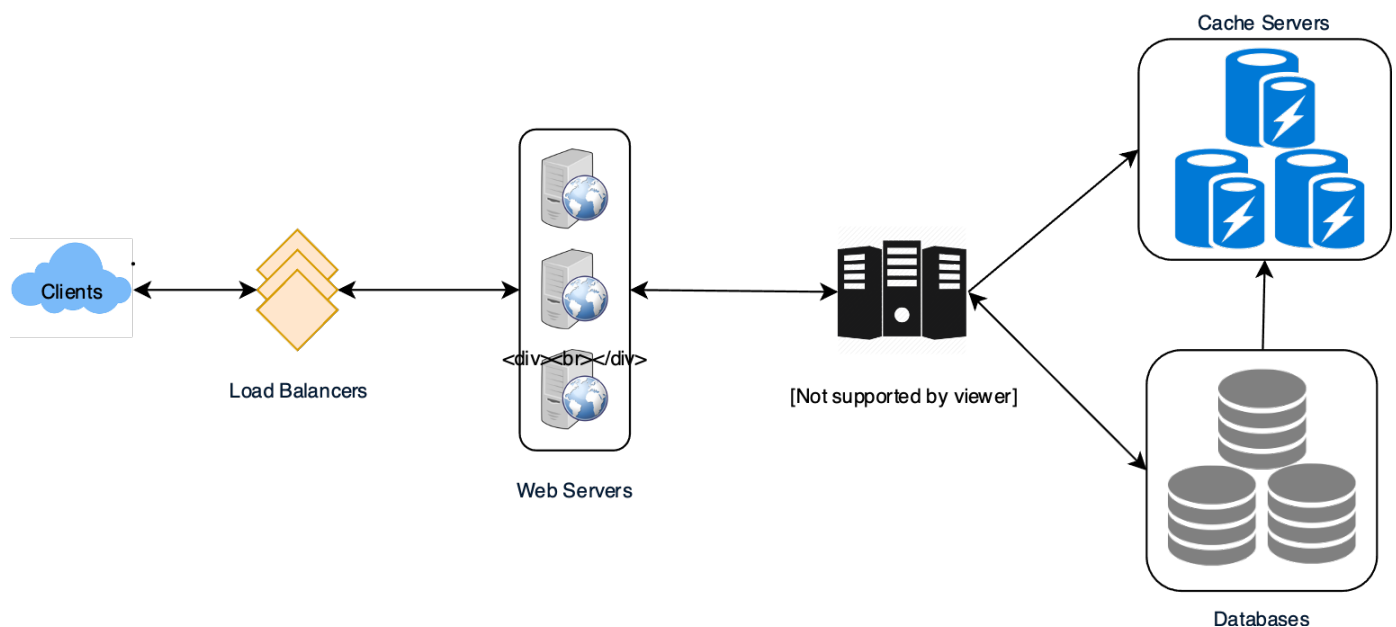 Cache Servers
Clients
<div><br></div>
Load Balancers
[Not supported by viewer]
Web Servers
Databases